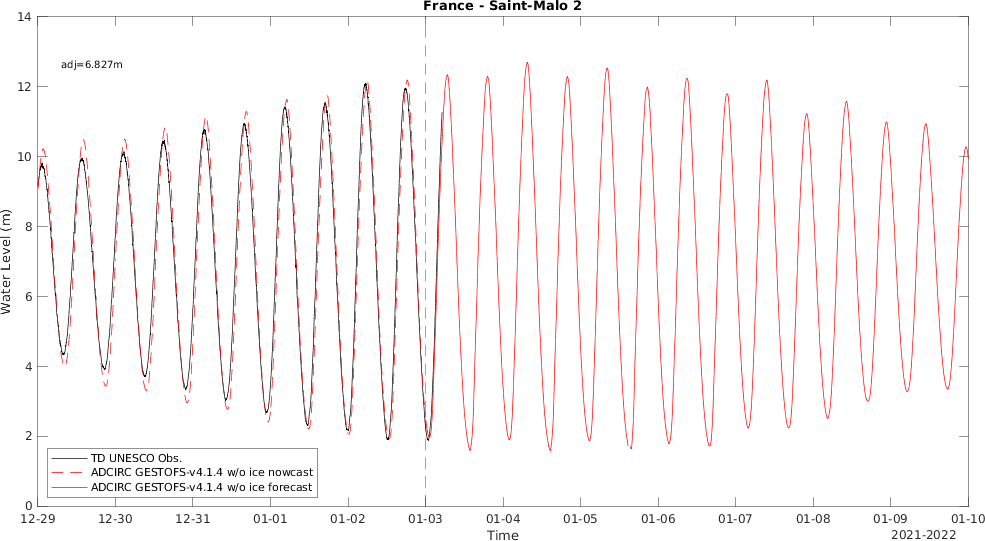 France - Saint-Malo 2
14
12
10
8
6
4
2
0
Water Level (m)
adj=6.827m
TD UNESCO Obs.
ADCIRC GESTOFS-v4.1.4 w/o ice nowcast
ADCIRC GESTOFS-v4.1.4 w/o ice forecast
12-29 12-30 12-31 01-01 01-02 01-03 01-04 01-05 01-06 01-07 01-08 01-09 01-10
Time
2021-2022